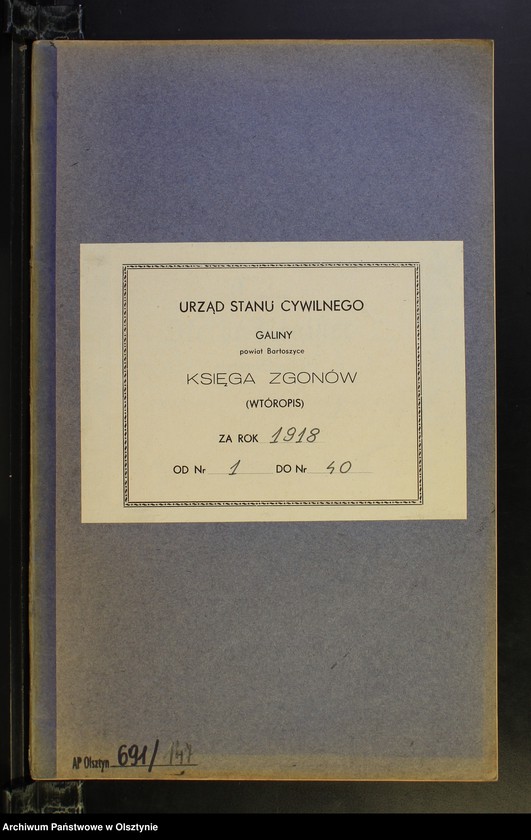 URZĄD STANU CYWILNEGO
GALINY
powiat Bartoszyce
KSIĘGA ZGONÓW
(WTÓROPIS)
ZA ROK 1918
OD Nr 1 DO Nr 40
AP Olsztyn 691/147
Archiwum Państwowe w Olsztynie